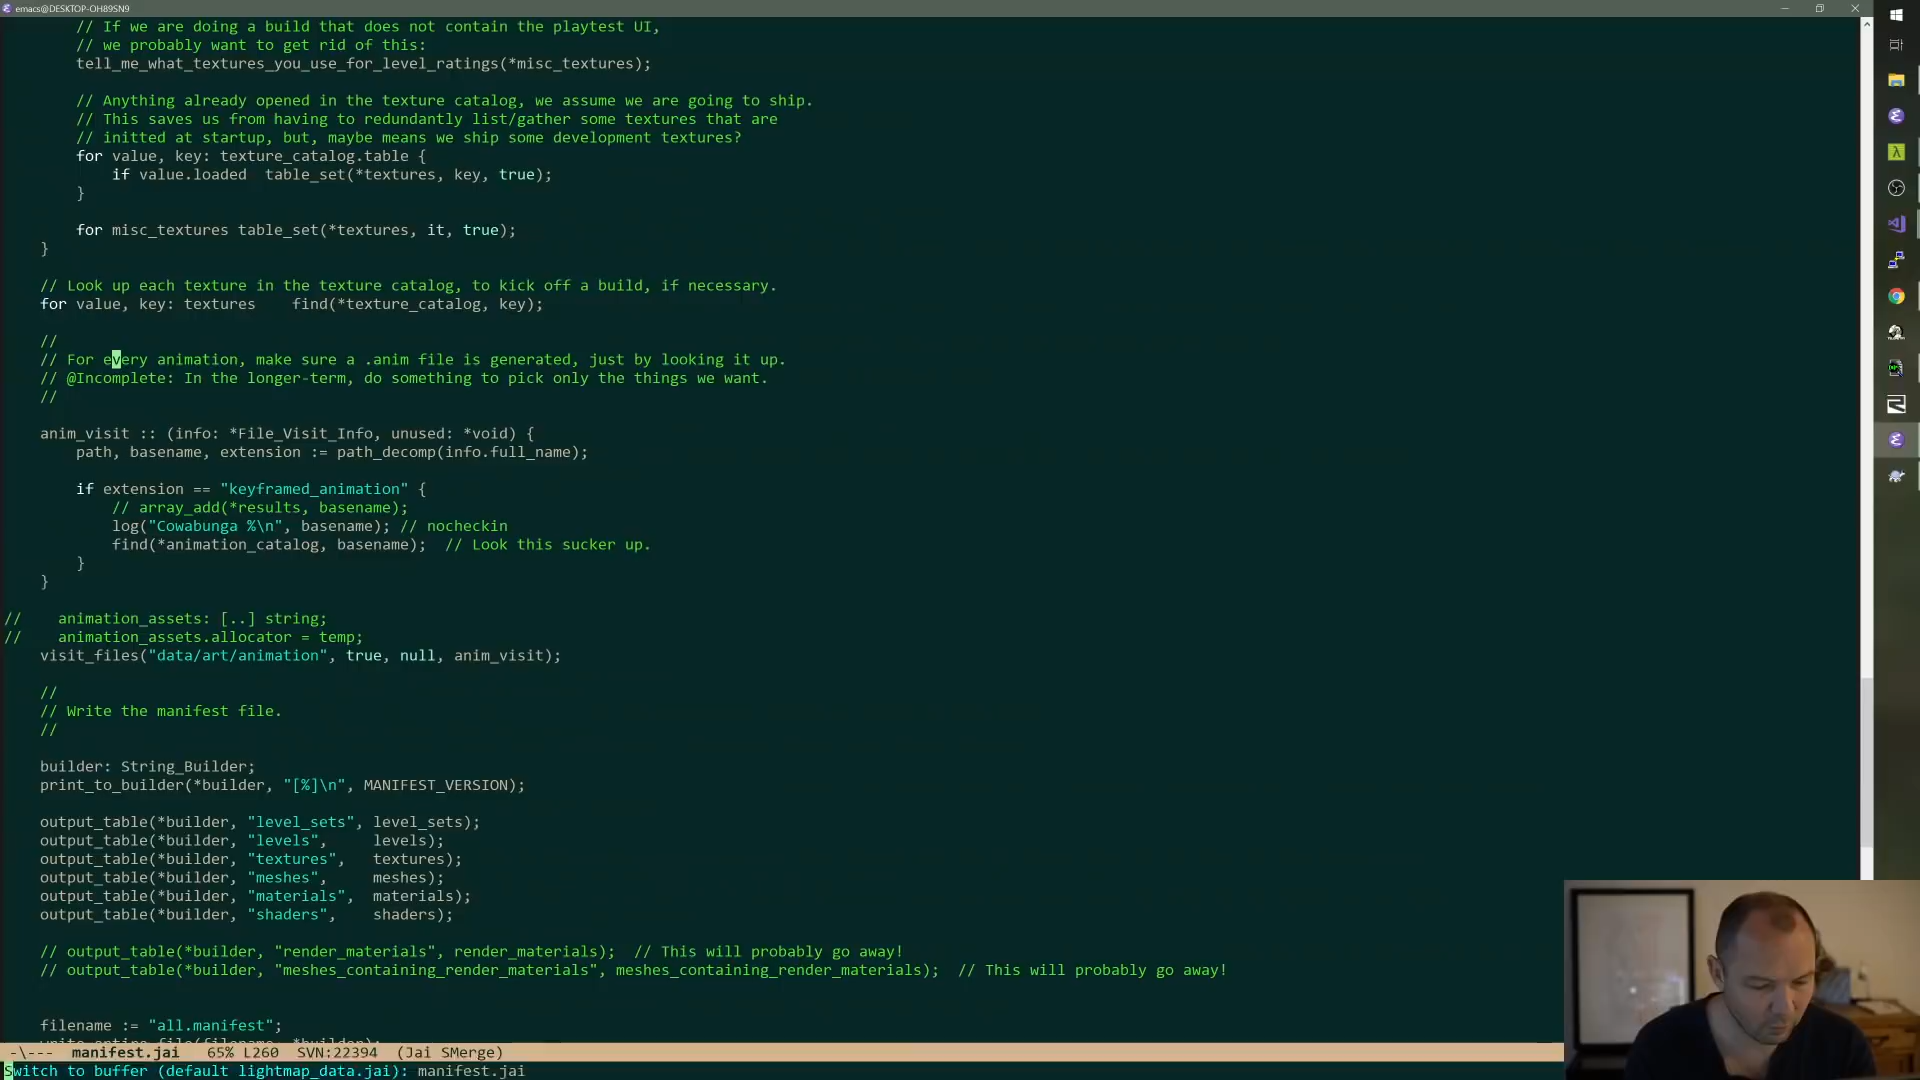 emacs@DESKTOP-OH89SN9
// If we are doing a build that does not contain the playtest UI,
// we probably want to get rid of this:
tell_me_what_textures_you_use_for_level_ratings(*misc_textures);
// Anything already opened in the texture catalog, we assume we are going to ship.
// This saves us from having to redundantly list/gather some textures that are
// initted at startup, but, maybe means we ship some development textures?
for value, key: texture_catalog.table {
if value.loaded  table_set(*textures, key, true);
}
for misc_textures table_set(*textures, it, true);
}
// Look up each texture in the texture catalog, to kick off a build, if necessary.
for value, key: textures    find(*texture_catalog, key);
//
// For every animation, make sure a .anim file is generated, just by looking it up.
// @Incomplete: In the longer-term, do something to pick only the things we want.
//
anim_visit :: (info: *File_Visit_Info, unused: *void) {
path, basename, extension := path_decomp(info.full_name);
if extension == "keyframed_animation" {
// array_add(*results, basename);
log("Cowabunga %\n", basename); // nocheckin
find(*animation_catalog, basename);  // Look this sucker up.
}
}
//    animation_assets: [..] string;
//    animation_assets.allocator = temp;
visit_files("data/art/animation", true, null, anim_visit);
//
// Write the manifest file.
//
builder: String_Builder;
print_to_builder(*builder, "[%]\n", MANIFEST_VERSION);
output_table(*builder, "level_sets", level_sets);
output_table(*builder, "levels",      levels);
output_table(*builder, "textures",   textures);
output_table(*builder, "meshes",     meshes);
output_table(*builder, "materials",  materials);
output_table(*builder, "shaders",    shaders);
// output_table(*builder, "render_materials", render_materials);  // This will probably go away!
// output_table(*builder, "meshes_containing_render_materials", meshes_containing_render_materials);  // This will probably go away!
filename := "all.manifest";
-\---  manifest.jai   65% L260  SVN:22394  (Jai SMerge)
Switch to buffer (default lightmap_data.jai): manifest.jai